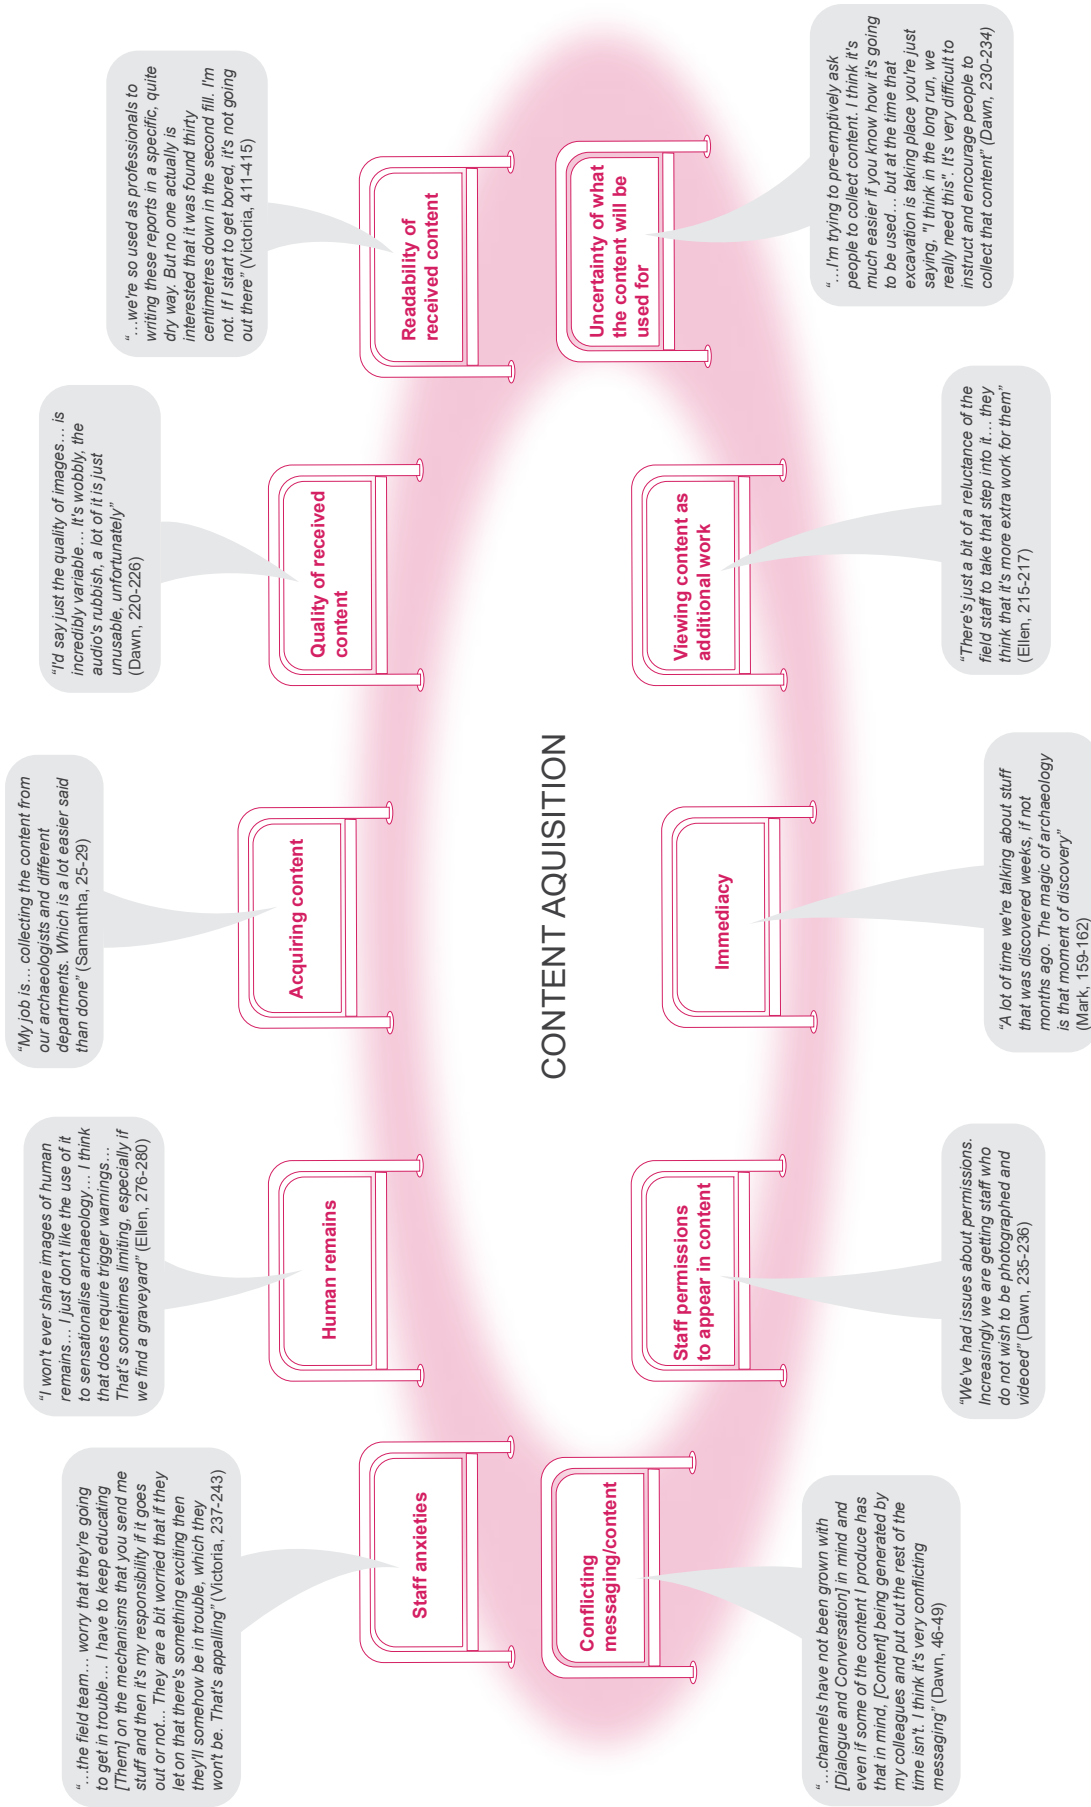 “…the field team… worry that they're going
to get in trouble… I have to keep educating
[Them] on the mechanisms that you send me
stuff and then it's my responsibility if it goes
out or not… They are a bit worried that if they
let on that there's something exciting then
they'll somehow be in trouble, which they
won't be. That's appalling” (Victoria, 237-243)
Staff anxieties
“I won't ever share images of human
remains… I just don't like the use of it
to sensationalise archaeology… I think
that does require trigger warnings…
That's sometimes limiting, especially if
we find a graveyard” (Ellen, 276-280)
Human remains
“My job is… collecting the content from
our archaeologists and different
departments. Which is a lot easier said
than done” (Samantha, 25-29)
Acquiring content
“I'd say just the quality of images… is
incredibly variable… It's wobbly, the
audio's rubbish, a lot of it is just
unusable, unfortunately”
(Dawn, 220-226)
Quality of received
content
“…we're so used as professionals to
writing these reports in a specific, quite
dry way. But no one actually is
interested that it was found thirty
centimetres down in the second fill. I'm
not. If I start to get bored, it's not going
out there” (Victoria, 411-415)
Readability of
received content
CONTENT AQUISITION
Conflicting
messaging/content
“…channels have not been grown with
[Dialogue and Conversation] in mind and
even if some of the content I produce has
that in mind, [Content] being generated by
my colleagues and put out the rest of the
time isn't. I think it's very conflicting
messaging” (Dawn, 46-49)
Staff permissions
to appear in content
“We've had issues about permissions.
Increasingly we are getting staff who
do not wish to be photographed and
videoed” (Dawn, 235-236)
Immediacy
“A lot of time we're talking about stuff
that was discovered weeks, if not
months ago. The magic of archaeology
is that moment of discovery”
(Mark, 159-162)
Viewing content as
additional work
“There's just a bit of a reluctance of the
field staff to take that step into it… they
think that it's more extra work for them”
(Ellen, 215-217)
Uncertainty of what
the content will be
used for
“…I'm trying to pre-emptively ask
people to collect content. I think it's
much easier if you know how it's going
to be used… but at the time that
excavation is taking place you're just
saying, "I think in the long run, we
really need this". It's very difficult to
instruct and encourage people to
collect that content” (Dawn, 230-234)